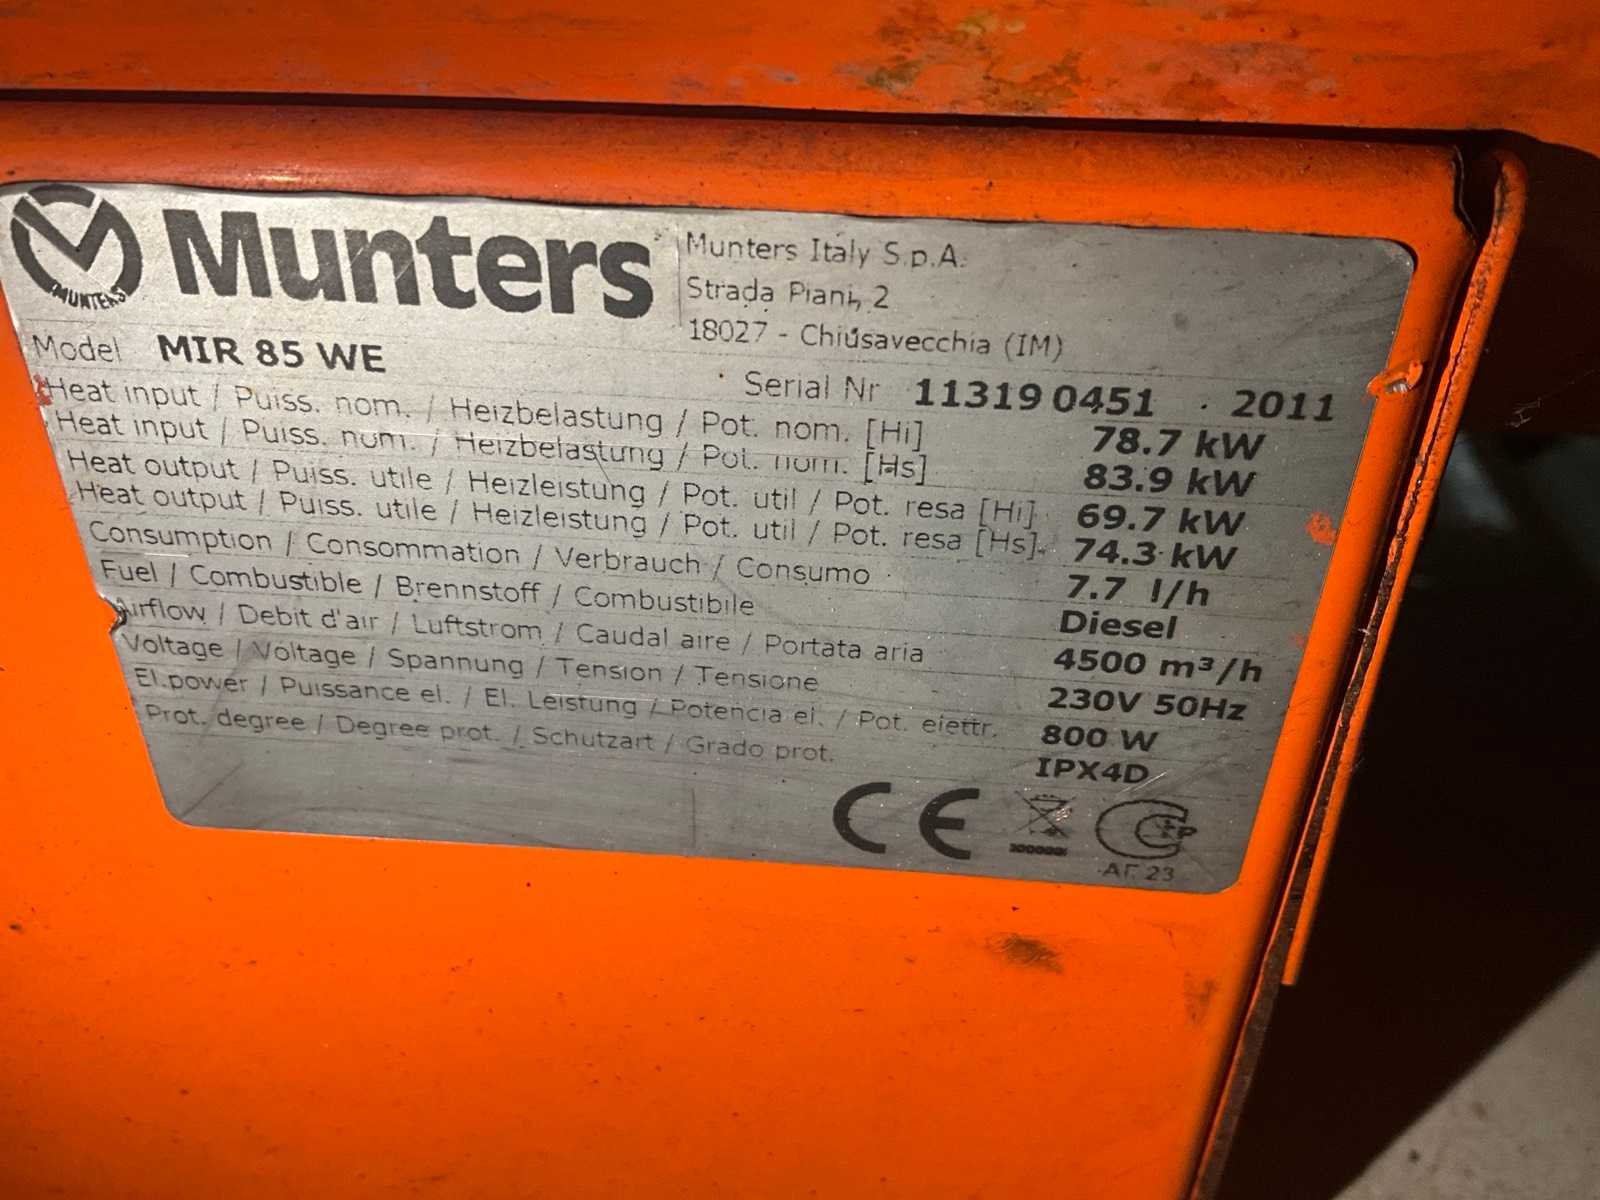 MUNTERS
Munters
Munters Italy S.p.A.
Strada Piani, 2
18027 - Chiusavecchia (IM)
Model MIR 85 WE
Serial Nr 113190451 2011
Heat input / Puiss. nom. / Heizbelastung / Pot. nom. [Hi] 78.7 kW
Heat input / Puiss. nom. / Heizbelastung / Pot. nom. [Hs] 83.9 kW
Heat output / Puiss. utile / Heizleistung / Pot. util / Pot. resa [Hi] 69.7 kW
Heat output / Puiss. utile / Heizleistung / Pot. util / Pot. resa [Hs] 74.3 kW
Consumption / Consommation / Verbrauch / Consumo 7.7 l/h
Fuel / Combustible / Brennstoff / Combustibile Diesel
Airflow / Debit d'air / Luftstrom / Caudal aire / Portata aria 4500 m³/h
Voltage / Voltage / Spannung / Tension / Tensione 230V 50Hz
El.power / Puissance el. / El. Leistung / Potencia el. / Pot. elettr. 800 W
Prot. degree / Degree prot. / Schutzart / Grado prot. IPX4D
CE
АГ 23